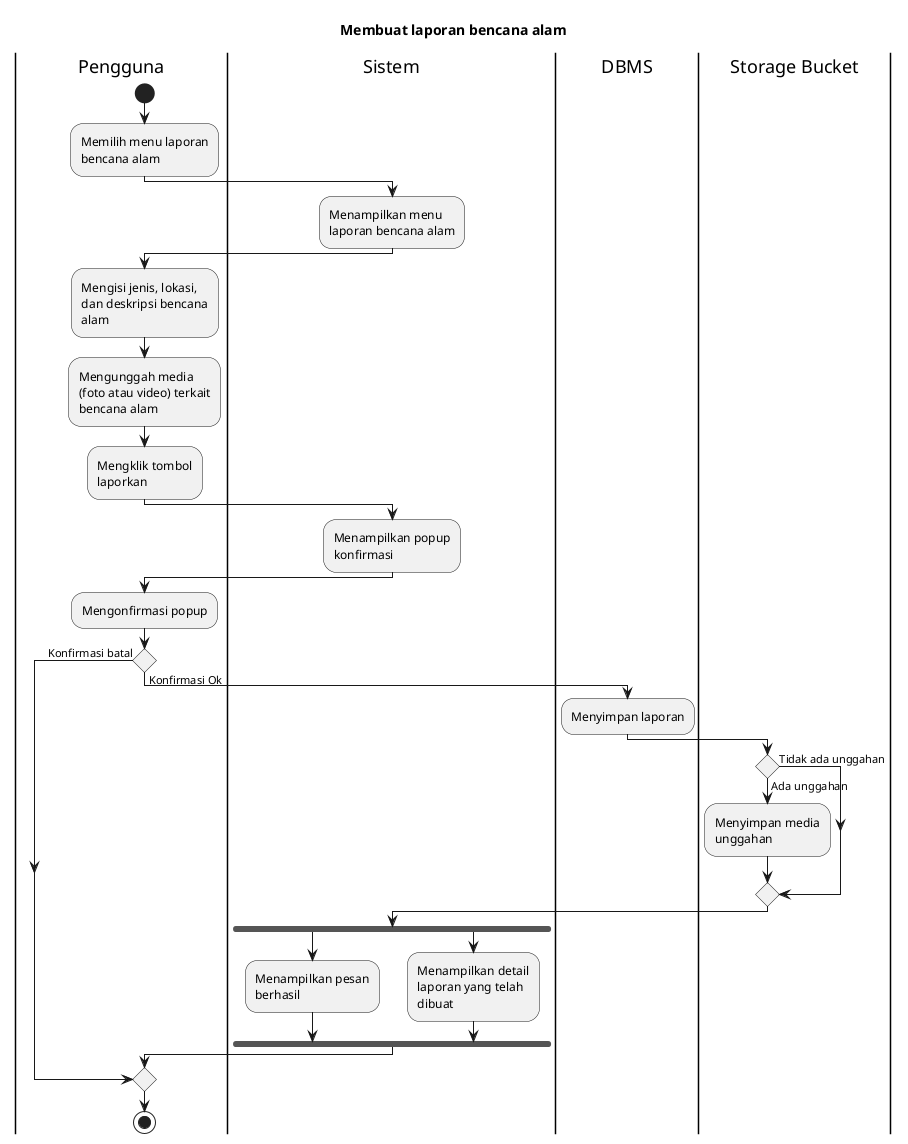 Membuat laporan bencana alam
Pengguna
Sistem
DBMS
Storage Bucket
Memilih menu laporan
bencana alam
Menampilkan menu
laporan bencana alam
Mengisi jenis, lokasi,
dan deskripsi bencana
alam
Mengunggah media
(foto atau video) terkait
bencana alam
Mengklik tombol
laporkan
Menampilkan popup
konfirmasi
Mengonfirmasi popup
Konfirmasi batal
Konfirmasi Ok
Menyimpan laporan
Tidak ada unggahan
Ada unggahan
Menyimpan media
unggahan
Menampilkan pesan
berhasil
Menampilkan detail
laporan yang telah
dibuat